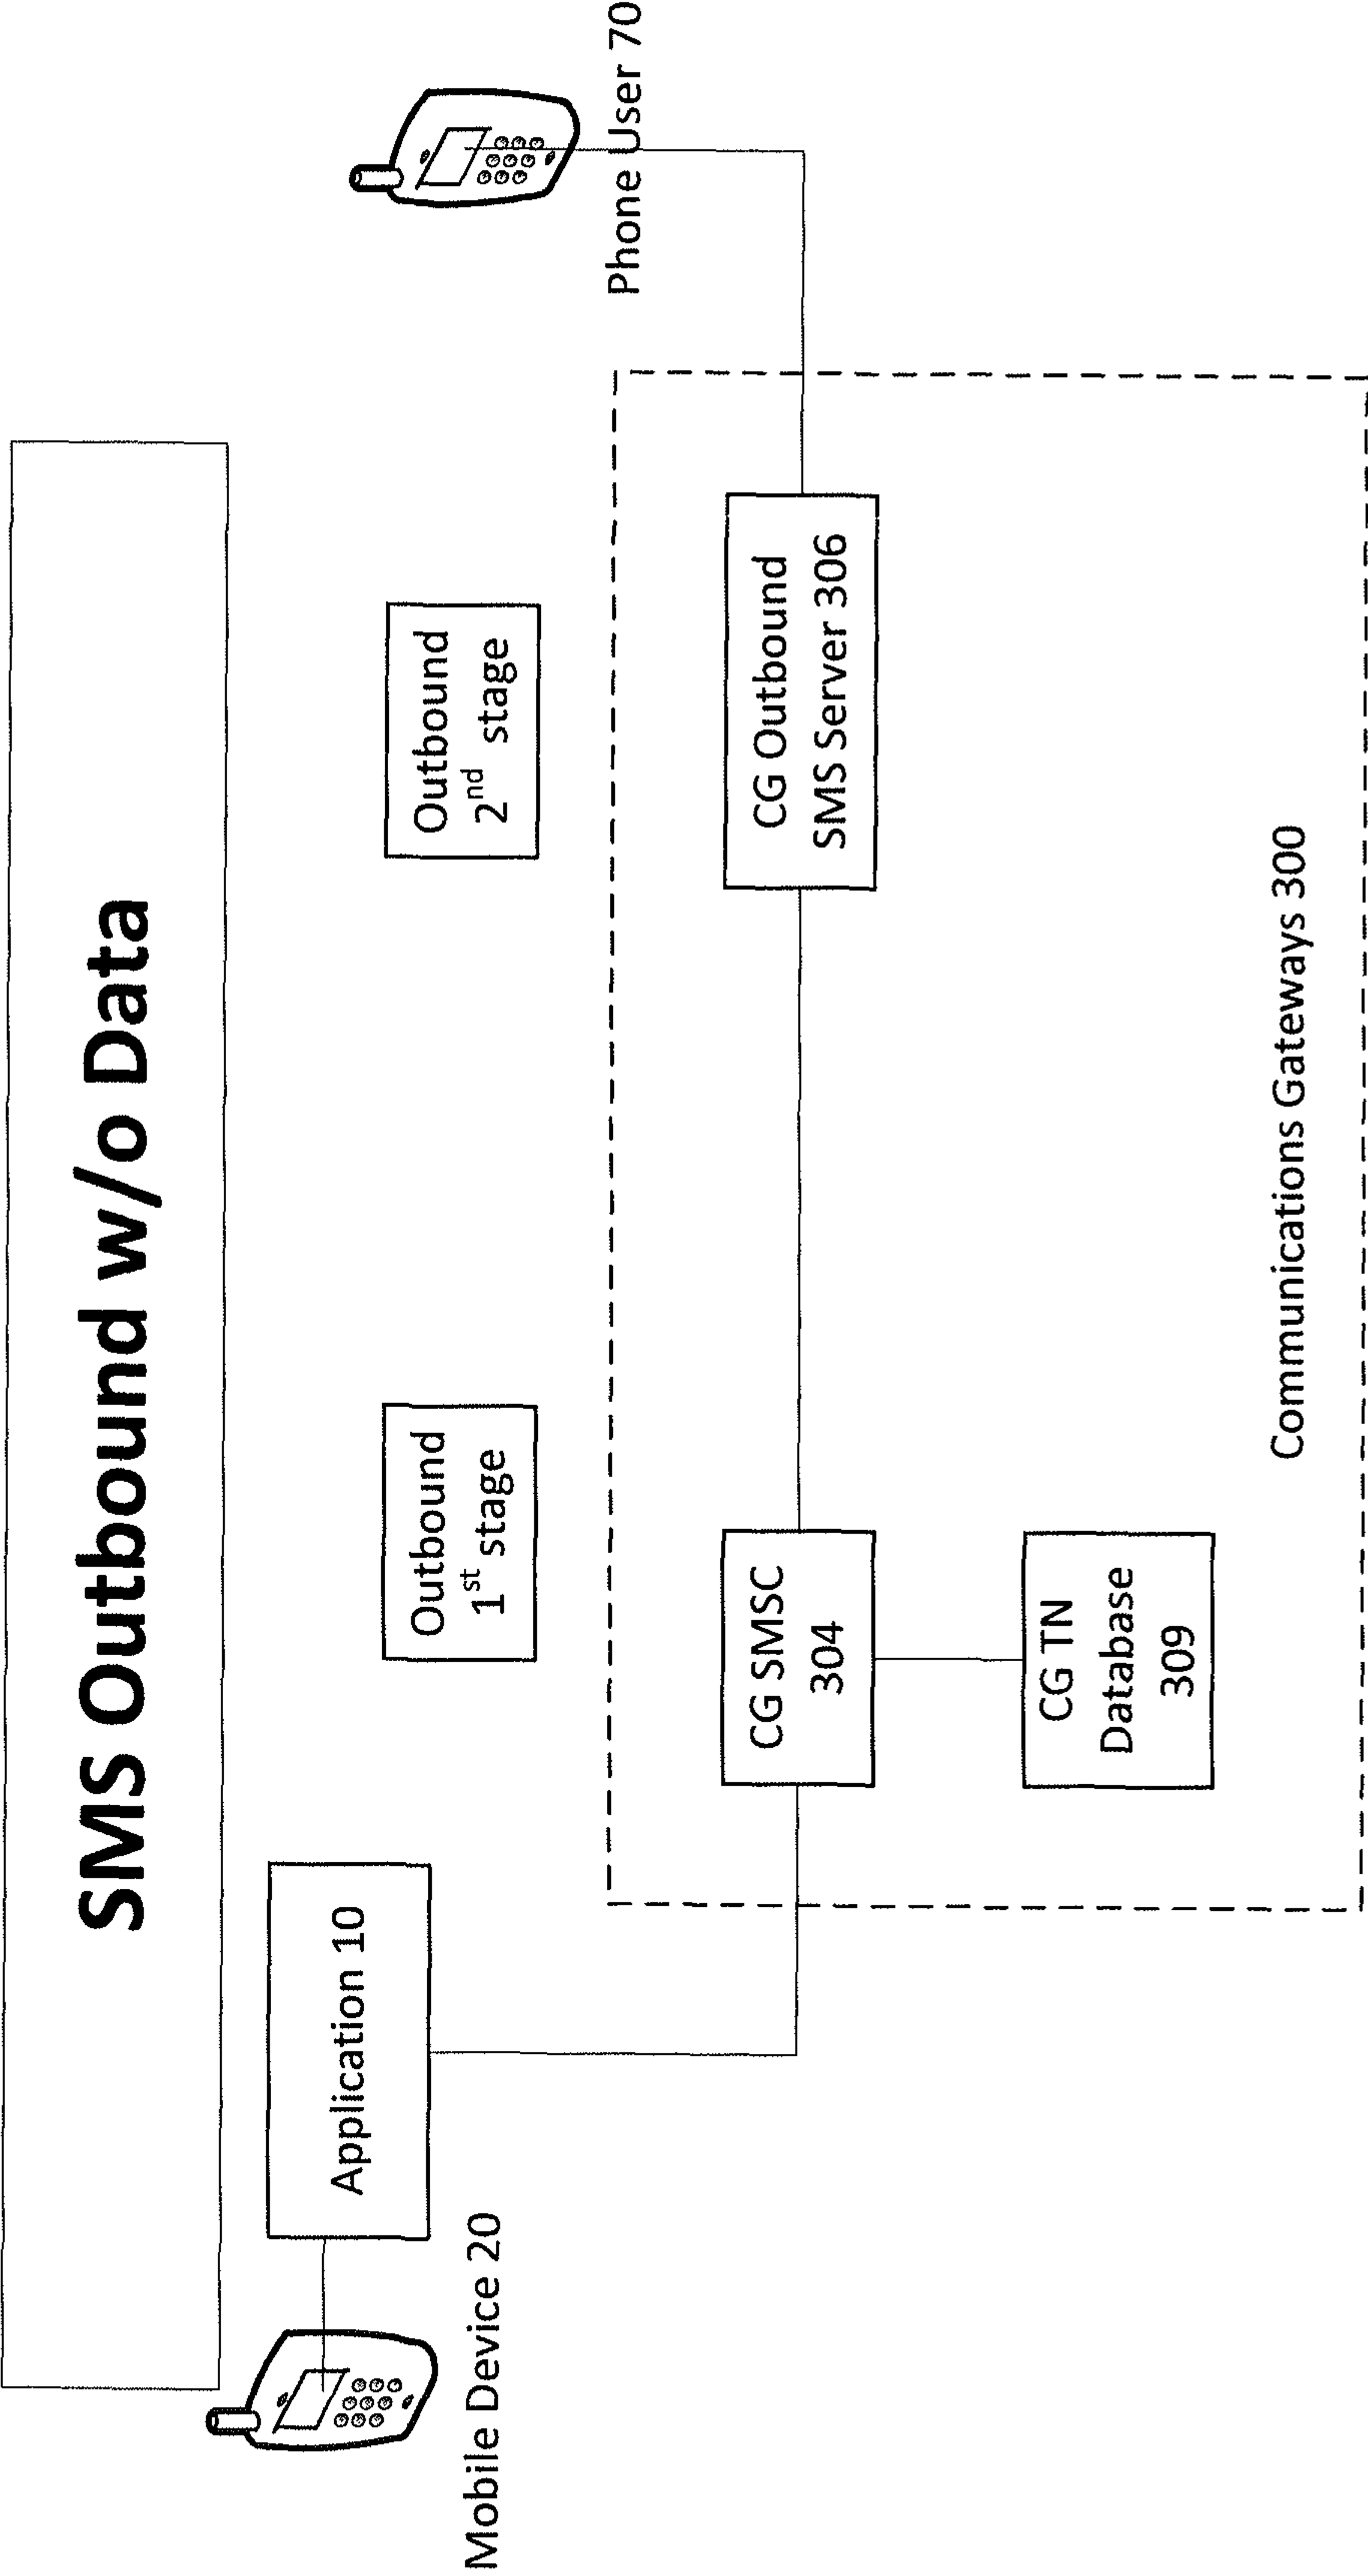 SMS Outbound w/o Data
Application 10
Mobile Device 20
Outbound
1st stage
Outbound
2nd stage
Phone User 70
CG SMSC
304
CG Outbound
SMS Server 306
CG TN
Database
309
Communications Gateways 300